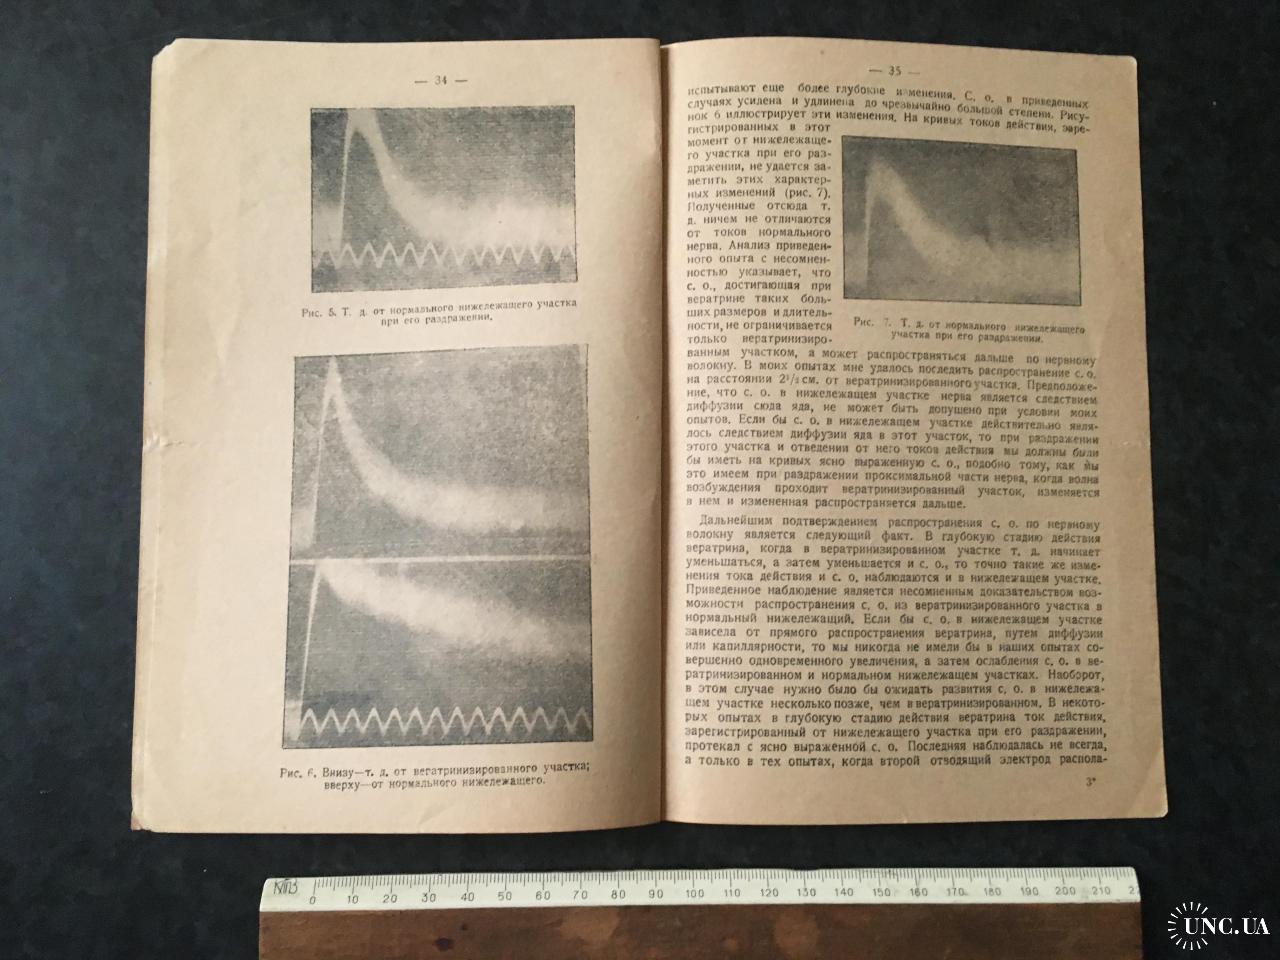 — 34 —
Рис. 5. Т. д. от нормального нижележащего участка
при его раздражении.
Рис. 6. Внизу—т. д. от вегатринизированного участка;
вверху—от нормального нижележащего.
— 35 —
испытывают еще более глубокие изменения. С. о. в приведенных
случаях усилена и удлинена до чрезвычайно большой степени. Рису-
нок 6 иллюстрирует эти изменения. На кривых токов действия, заре-
гистрированных в этот
момент от нижележаще-
го участка при его раз-
дражении, не удается за-
метить этих характер-
ных изменений (рис. 7).
Полученные отсюда т.
д. ничем не отличаются
от токов нормального
нерва. Анализ приведен-
ного опыта с несомнен-
ностью указывает, что
с. о., достигающая при
вератрине таких боль-
ших размеров и длитель-
ности, не ограничивается
только вератринизиро-
Рис. 7. Т. д. от нормального нижележащего
участка при его раздражении.
ванным участком, а может распространяться дальше по нервному
волокну. В моих опытах мне удалось последить распространение с. о.
на расстоянии 2¹/₂ см. от вератринизированного участка. Предположе-
ние, что с. о. в нижележащем участке нерва является следствием
диффузии сюда яда, не может быть допущено при условии моих
опытов. Если бы с. о. в нижележащем участке действительно явля-
лось следствием диффузии яда в этот участок, то при раздражении
этого участка и отведении от него токов действия мы должны были
бы иметь на кривых ясно выраженную с. о., подобно тому, как мы
это имеем при раздражении проксимальной части нерва, когда волна
возбуждения проходит вератринизированный участок, изменяется
в нем и измененная распространяется дальше.
Дальнейшим подтверждением распространения с. о. по нервному
волокну является следующий факт. В глубокую стадию действия
вератрина, когда в вератринизированном участке т. д. начинает
уменьшаться, а затем уменьшается и с. о., то точно такие же изме-
нения тока действия и с. о. наблюдаются и в нижележащем участке.
Приведенное наблюдение является несомненным доказательством воз-
можности распространения с. о. из вератринизированного участка в
нормальный нижележащий. Если бы с. о. в нижележащем участке
зависела от прямого распространения вератрина, путем диффузии
или капиллярности, то мы никогда не имели бы в наших опытах со-
вершенно одновременного увеличения, а затем ослабления с. о. в ве-
ратринизированном и нормальном нижележащем участках. Наоборот,
в этом случае нужно было бы ожидать развития с. о. в нижележа-
щем участке несколько позже, чем в вератринизированном. В некото-
рых опытах в глубокую стадию действия вератрина ток действия,
зарегистрированный от нижележащего участка при его раздражении,
протекал с ясно выраженной с. о. Последняя наблюдалась не всегда,
а только в тех опытах, когда второй отводящий электрод распола-
3*
0 10 20 30 40 50 60 70 80 90 100 110 120 130 140 150 160 170 180 190 200 210 22
UNC.UA